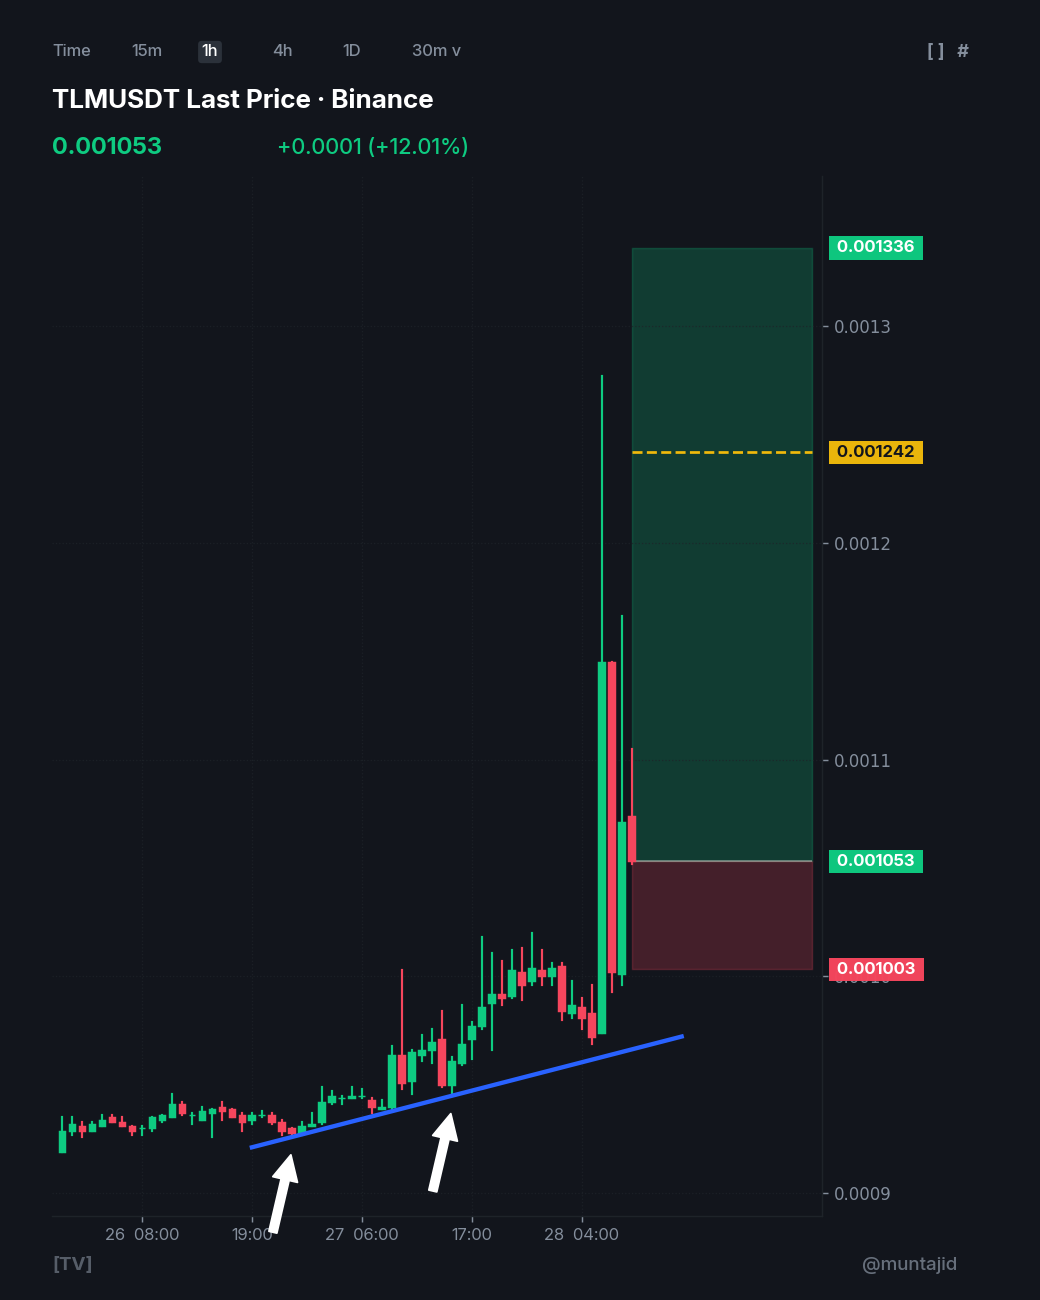 Time 15m 1h 4h 1D 30m v [ ] #
TLMUSDT Last Price · Binance
0.001053 +0.0001 (+12.01%)
0.001336
0.0013
0.001242
0.0012
0.0011
0.001053
0.001003
0.0009
26 08:00 19:00 27 06:00 17:00 28 04:00
[TV] @muntajid